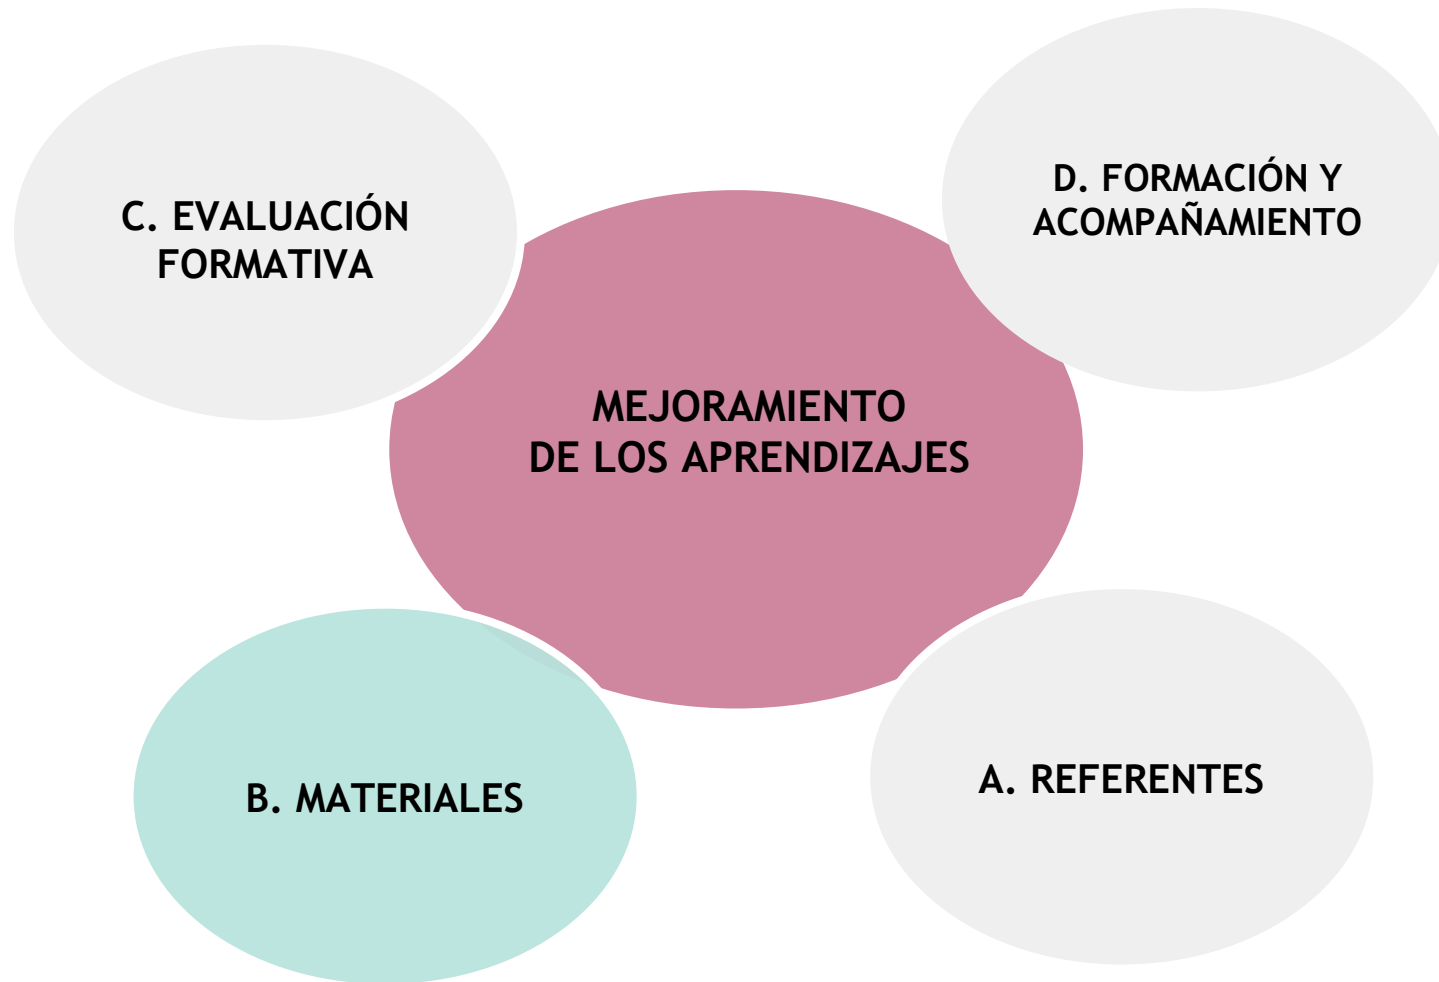 C. EVALUACIÓN
FORMATIVA
D. FORMACIÓN Y
ACOMPAÑAMIENTO
MEJORAMIENTO
DE LOS APRENDIZAJES
B. MATERIALES
A. REFERENTES